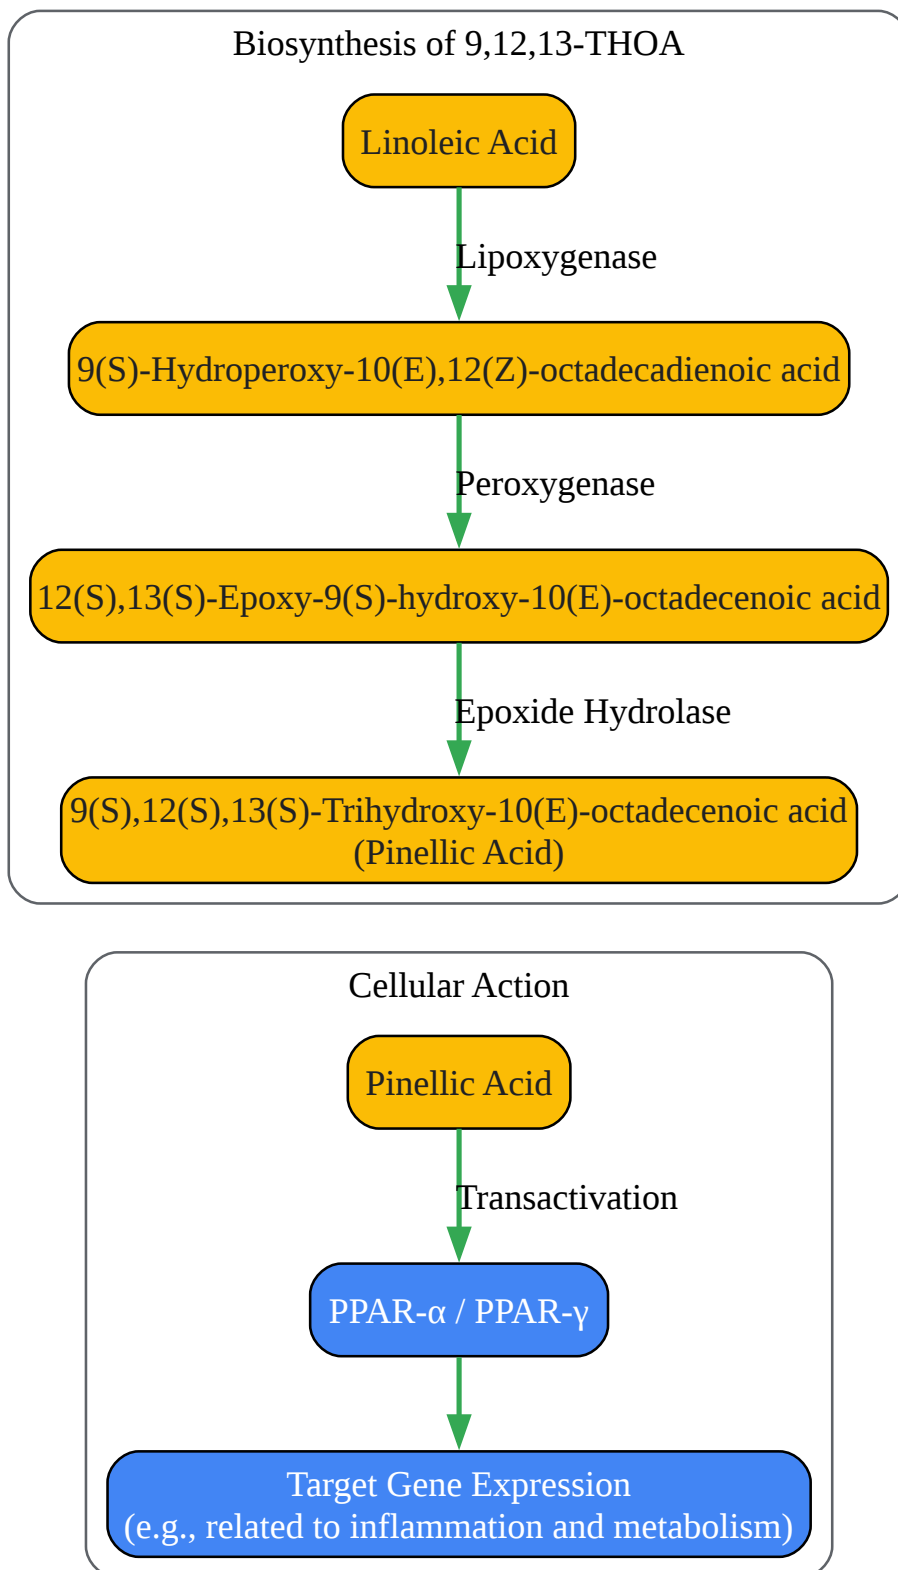 Biosynthesis of 9,12,13-THOA
Linoleic Acid
Lipoxygenase
9(S)-Hydroperoxy-10(E),12(Z)-octadecadienoic acid
Peroxygenase
12(S),13(S)-Epoxy-9(S)-hydroxy-10(E)-octadecenoic acid
Epoxide Hydrolase
9(S),12(S),13(S)-Trihydroxy-10(E)-octadecenoic acid
(Pinellic Acid)
Cellular Action
Pinellic Acid
Transactivation
PPAR-α / PPAR-γ
Target Gene Expression
(e.g., related to inflammation and metabolism)